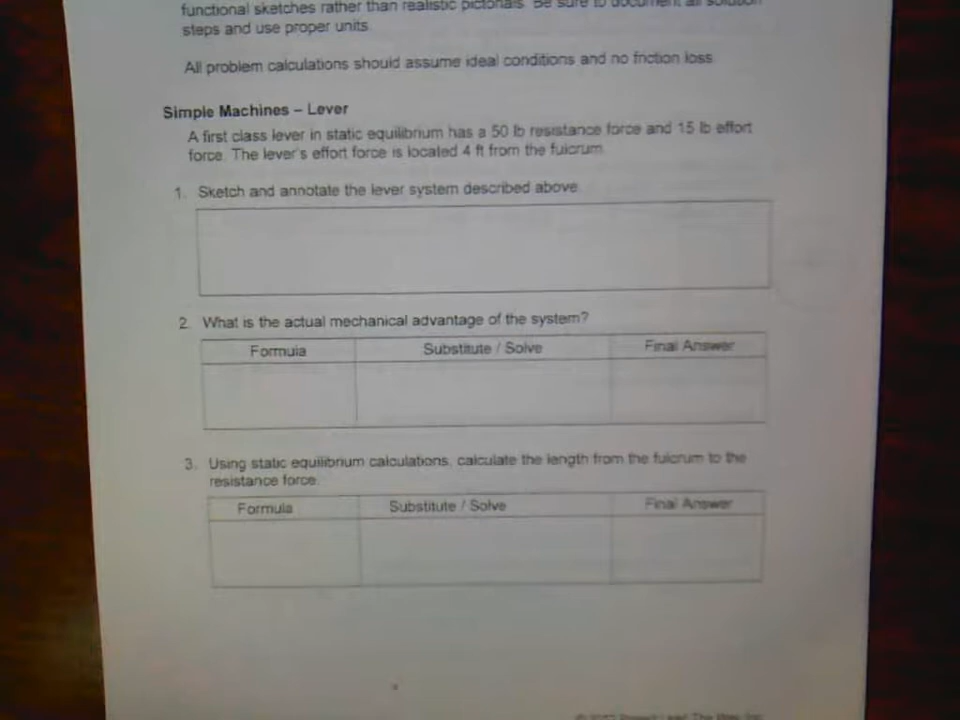 functional sketches rather than realistic pictorials. Be sure to document all solution
steps and use proper units.
All problem calculations should assume ideal conditions and no friction loss.
Simple Machines – Lever
A first class lever in static equilibrium has a 50 lb resistance force and 15 lb effort
force. The lever's effort force is located 4 ft from the fulcrum.
1. Sketch and annotate the lever system described above.
2. What is the actual mechanical advantage of the system?
Formula Substitute / Solve Final Answer
3. Using static equilibrium calculations, calculate the length from the fulcrum to the
resistance force.
Formula Substitute / Solve Final Answer
Lead The Way, Inc.